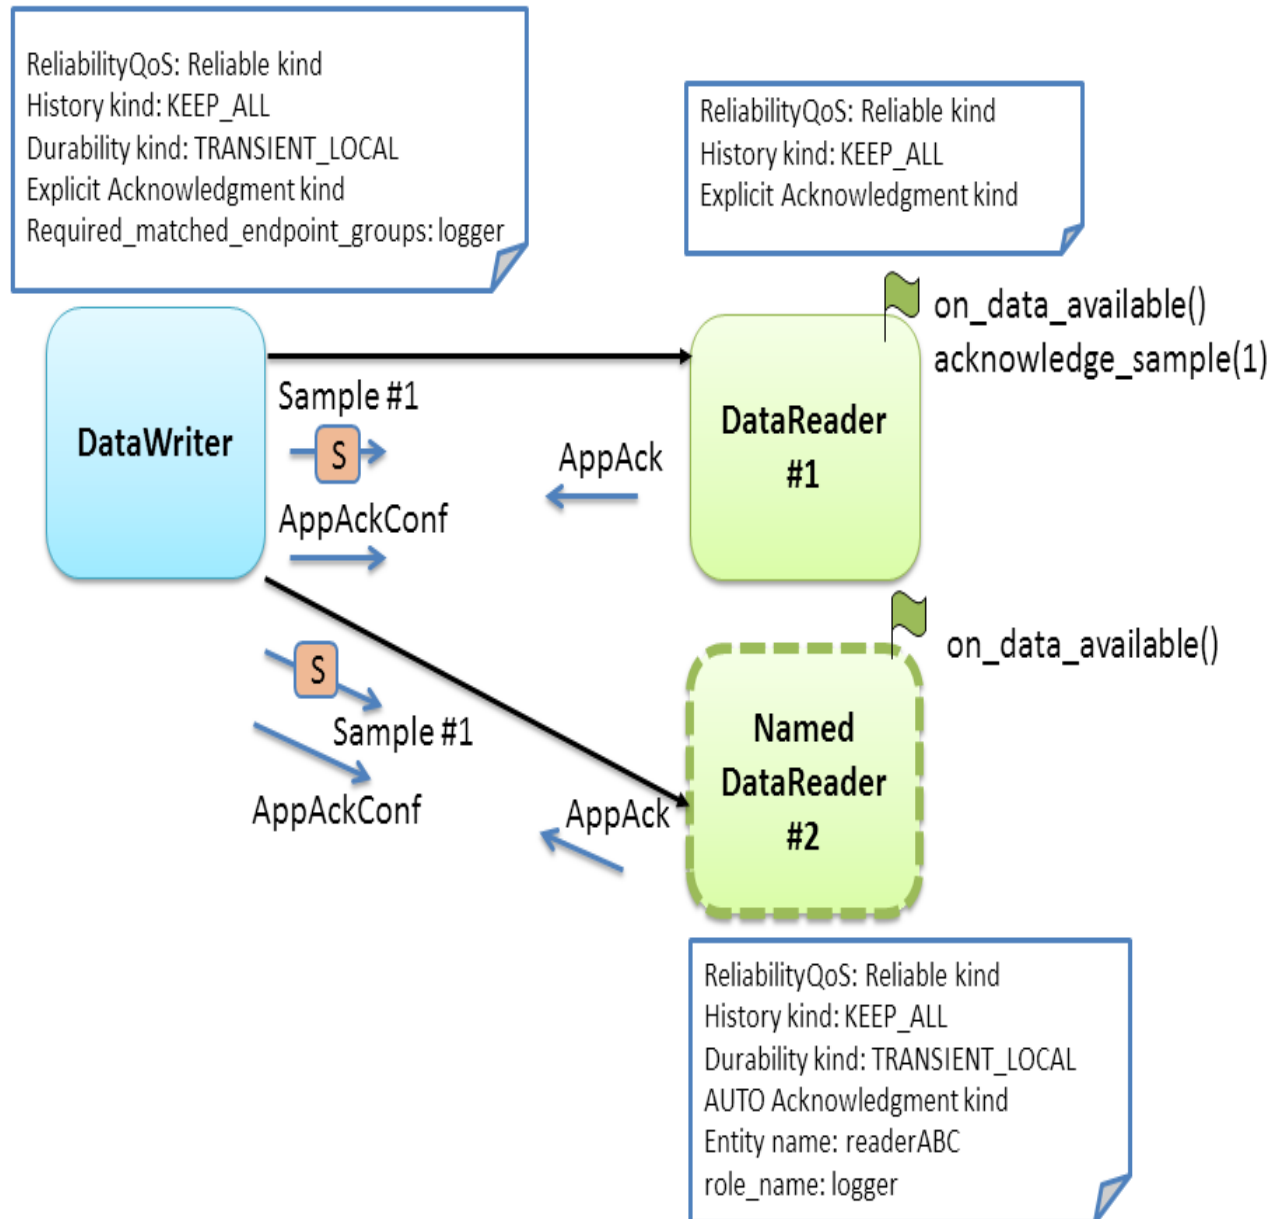 ReliabilityQoS: Reliable kind
History kind: KEEP_ALL
Durability kind: TRANSIENT_LOCAL
Explicit Acknowledgment kind
Required_matched_endpoint_groups: logger
ReliabilityQoS: Reliable kind
History kind: KEEP_ALL
Explicit Acknowledgment kind
on_data_available()
acknowledge_sample(1)
DataWriter
Sample #1
S
AppAckConf
AppAck
DataReader
#1
on_data_available()
S
Sample #1
AppAckConf
AppAck
Named
DataReader
#2
ReliabilityQoS: Reliable kind
History kind: KEEP_ALL
Durability kind: TRANSIENT_LOCAL
AUTO Acknowledgment kind
Entity name: readerABC
role_name: logger